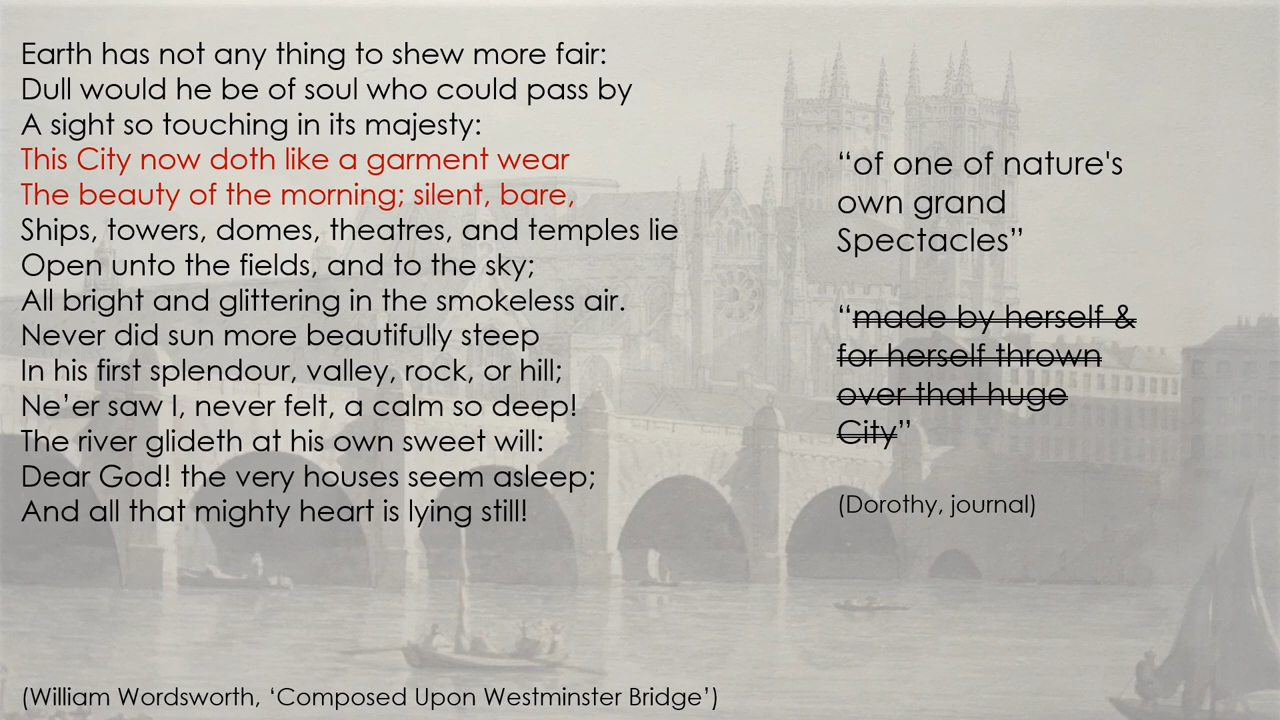 Earth has not any thing to shew more fair:
Dull would he be of soul who could pass by
A sight so touching in its majesty:
This City now doth like a garment wear
The beauty of the morning; silent, bare,
Ships, towers, domes, theatres, and temples lie
Open unto the fields, and to the sky;
All bright and glittering in the smokeless air.
Never did sun more beautifully steep
In his first splendour, valley, rock, or hill;
Ne’er saw I, never felt, a calm so deep!
The river glideth at his own sweet will:
Dear God! the very houses seem asleep;
And all that mighty heart is lying still!
(William Wordsworth, ‘Composed Upon Westminster Bridge’)
“of one of nature's
own grand
Spectacles”
“made by herself &
for herself thrown
over that huge
City”
(Dorothy, journal)